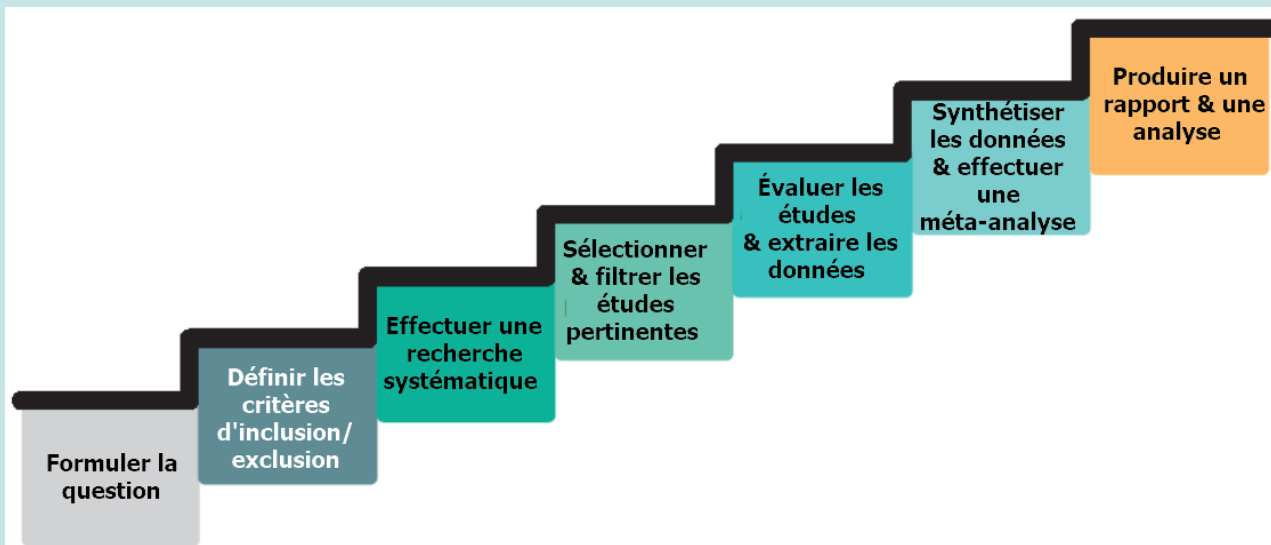 Formuler la
question
Définir les
critères
d'inclusion/
exclusion
Effectuer une
recherche
systématique
Sélectionner
& filtrer les
études
pertinentes
Évaluer les
études
& extraire les
données
Synthétiser
les données
& effectuer
une
méta-analyse
Produire un
rapport & une
analyse